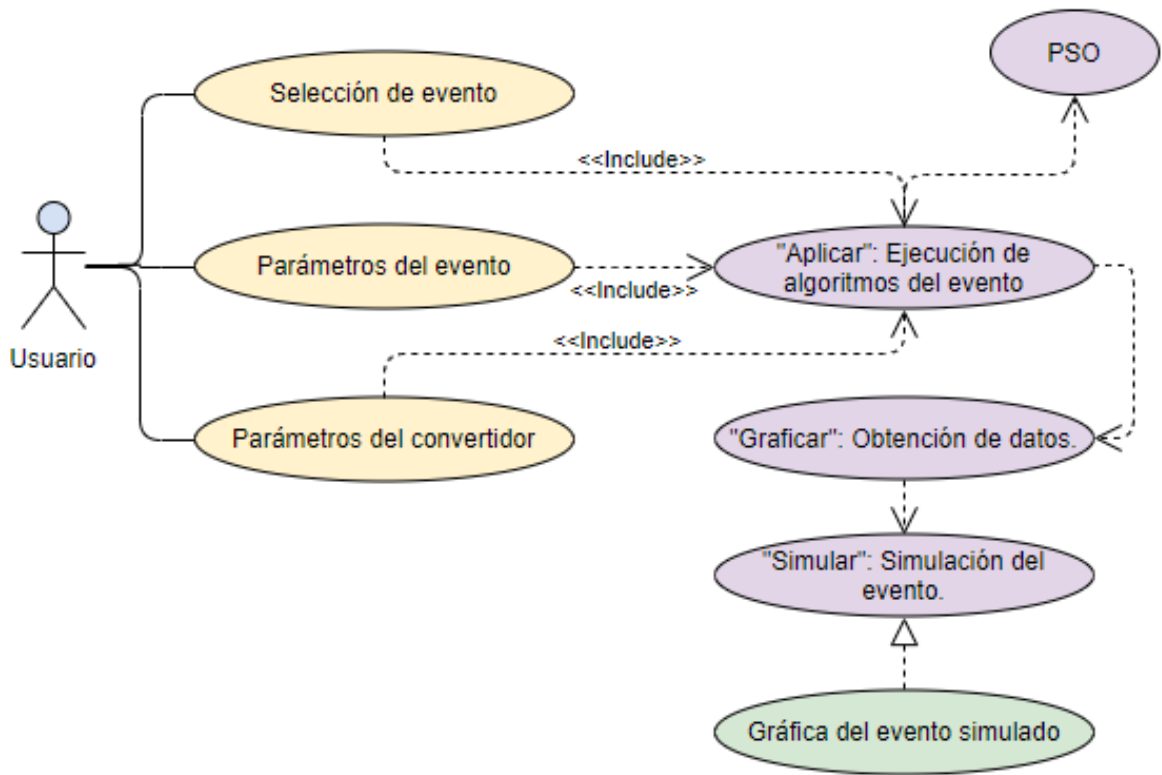 PSO
Selección de evento
<<Include>>
"Aplicar": Ejecución de
algoritmos del evento
Parámetros del evento
<<Include>>
Usuario
<<Include>>
Parámetros del convertidor
"Graficar": Obtención de datos.
"Simular": Simulación del
evento.
Gráfica del evento simulado